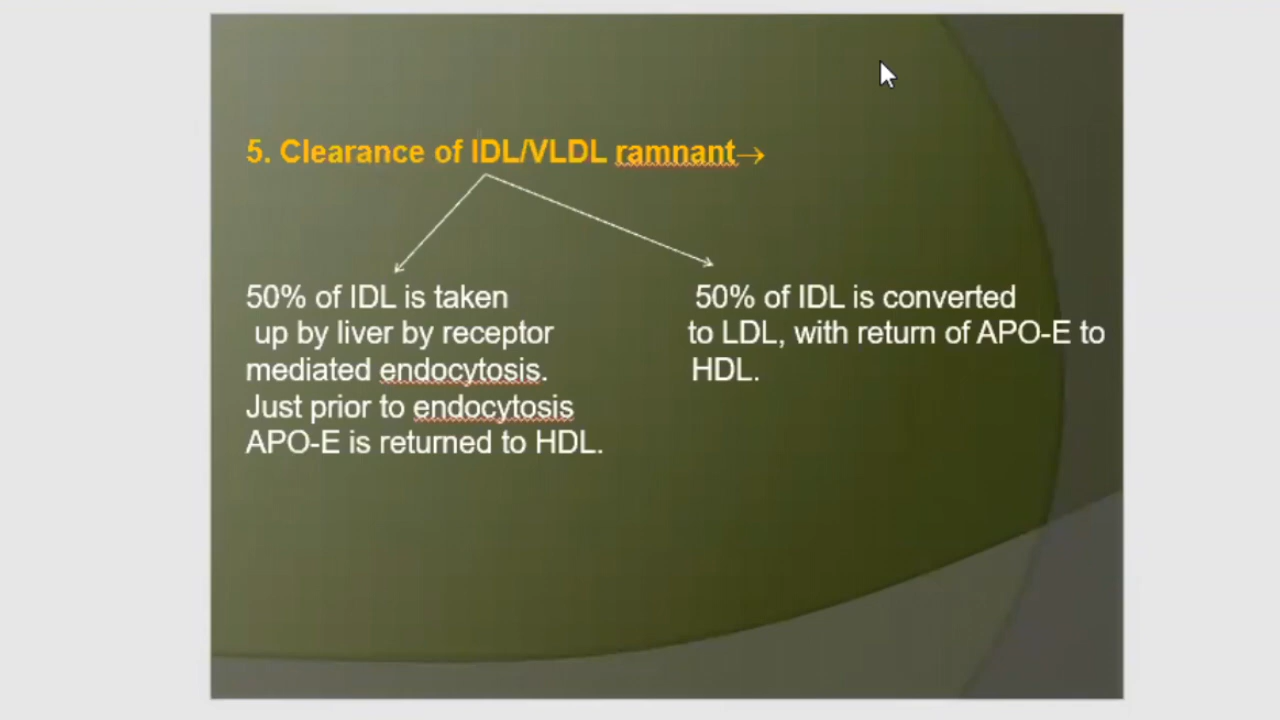 5. Clearance of IDL/VLDL ramnant→
50% of IDL is taken
up by liver by receptor
mediated endocytosis.
Just prior to endocytosis
APO-E is returned to HDL.
50% of IDL is converted
to LDL, with return of APO-E to
HDL.